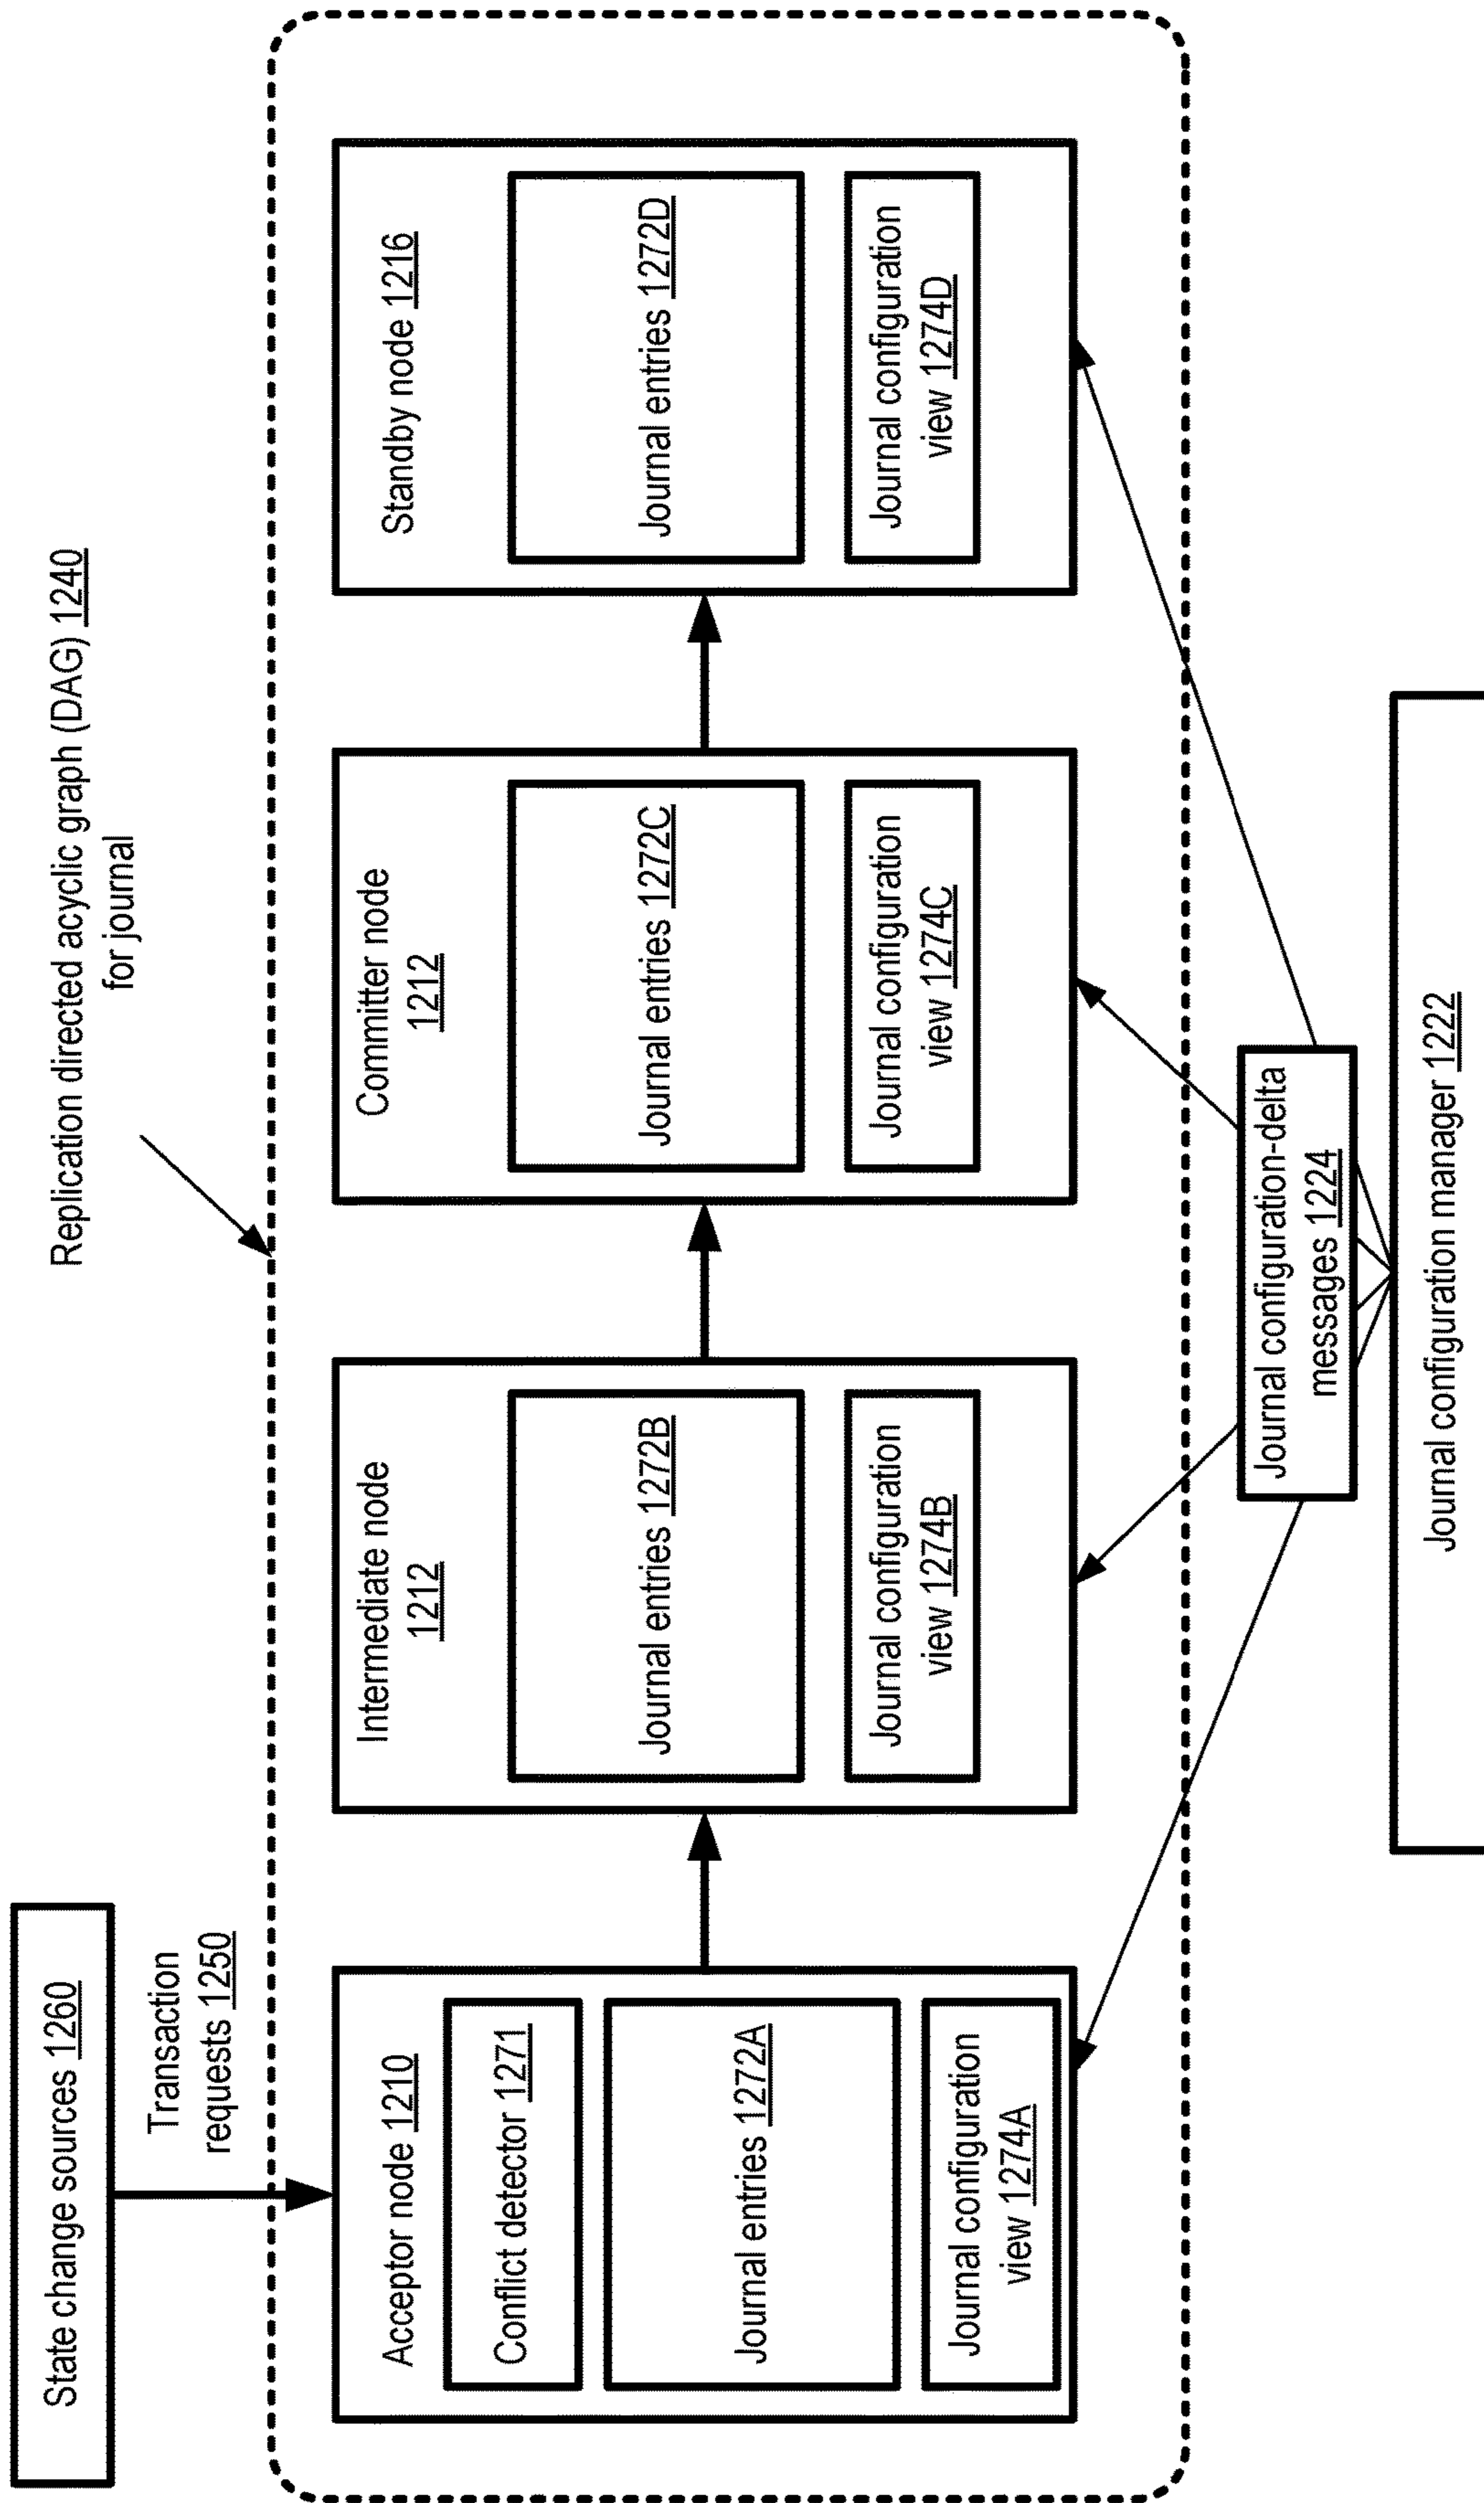 Replication directed acyclic graph (DAG) 1240
for journal
State change sources 1260
Transaction
requests 1250
Acceptor node 1210
Conflict detector 1271
Journal entries 1272A
Journal configuration
view 1274A
Intermediate node
1212
Journal entries 1272B
Journal configuration
view 1274B
Committer node
1212
Journal entries 1272C
Journal configuration
view 1274C
Standby node 1216
Journal entries 1272D
Journal configuration
view 1274D
Journal configuration-delta
messages 1224
Journal configuration manager 1222